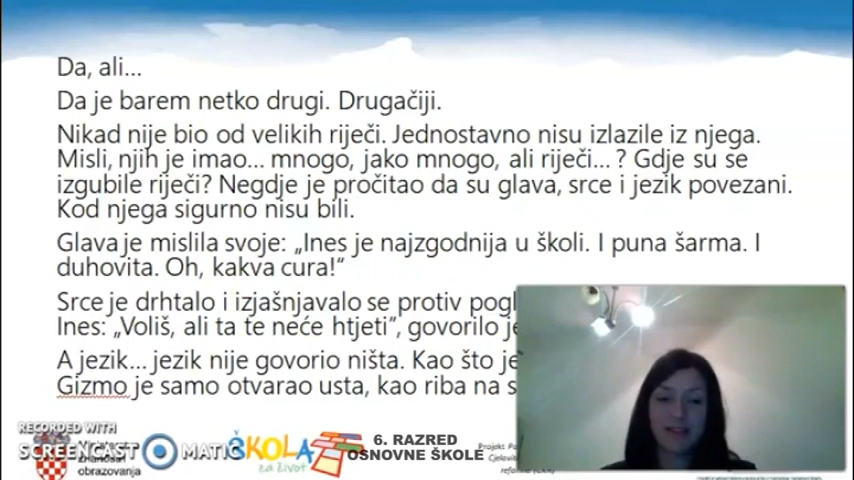 Da, ali...
Da je barem netko drugi. Drugačiji.
Nikad nije bio od velikih riječi. Jednostavno nisu izlazile iz njega.
Misli, njih je imao... mnogo, jako mnogo, ali riječi... ? Gdje su se
izgubile riječi? Negdje je pročitao da su glava, srce i jezik povezani.
Kod njega sigurno nisu bili.
Glava je mislila svoje: „Ines je najzgodnija u školi. I puna šarma. I
duhovita. Oh, kakva cura!“
Srce je drhtalo i izjašnjavalo se protiv
Ines: „Voliš, ali ta te neće htjeti“, govorilo
A jezik... jezik nije govorio ništa. Kao što je
Gizmo je samo otvarao usta, kao riba na
RECORDED WITH
SCREENCAST MATIC
obrazovanja
ŠKOLA
za život
6. RAZRED
OSNOVNE ŠKOLE
Projekt